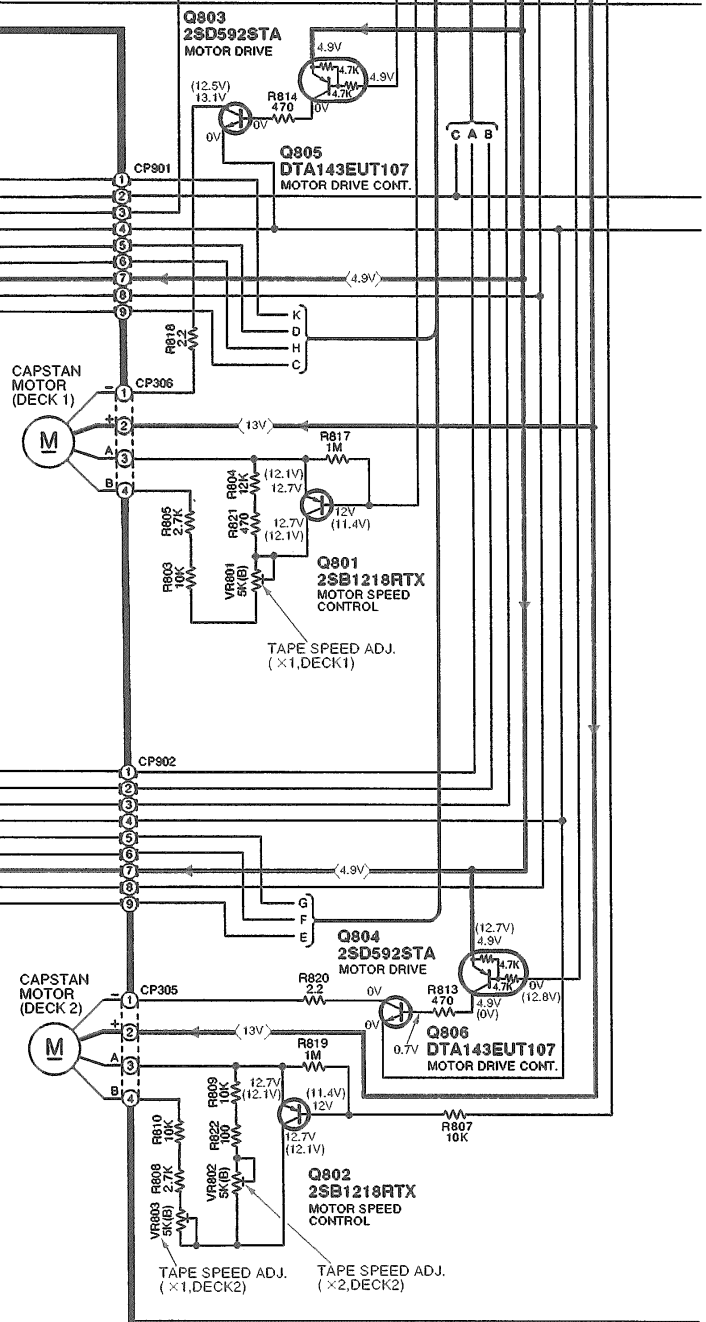 Q803
2SD592STA
MOTOR DRIVE
4.9V
4.7K
4.7K
4.9V
(12.5V)
13.1V
R814
470
0V
0V
0V
Q805
DTA143EUT107
MOTOR DRIVE CONT.
C A B
CP901
1
2
3
4
5
6
7
8
9
(4.9V)
K
D
H
C
R818
2.2
CAPSTAN
MOTOR
(DECK 1)
CP306
M
- 1
+ 2
A 3
B 4
(13V)
R817
1M
R804
12K
(12.1V)
12.7V
R805
2.7K
R821
470
12V
(11.4V)
12.7V
(12.1V)
R803
10K
VR801
5K(B)
Q801
2SB1218RTX
MOTOR SPEED
CONTROL
TAPE SPEED ADJ.
(×1,DECK1)
CP902
1
2
3
4
5
6
7
8
9
(4.9V)
G
F
E
(12.7V)
4.9V
4.7K
4.7K
0V
(12.8V)
4.9V
(0V)
Q804
2SD592STA
MOTOR DRIVE
CAPSTAN
MOTOR
(DECK 2)
CP305
M
- 1
+ 2
A 3
B 4
R820
2.2
0V
0V
R813
470
0.7V
Q806
DTA143EUT107
MOTOR DRIVE CONT.
(13V)
R819
1M
R809
10K
12.7V
(12.1V)
(11.4V)
12V
R807
10K
R810
10K
R822
100
12.7V
(12.1V)
R808
2.7K
VR802
5K(B)
VR803
5K(B)
Q802
2SB1218RTX
MOTOR SPEED
CONTROL
TAPE SPEED ADJ.
(×1,DECK2)
TAPE SPEED ADJ.
(×2,DECK2)